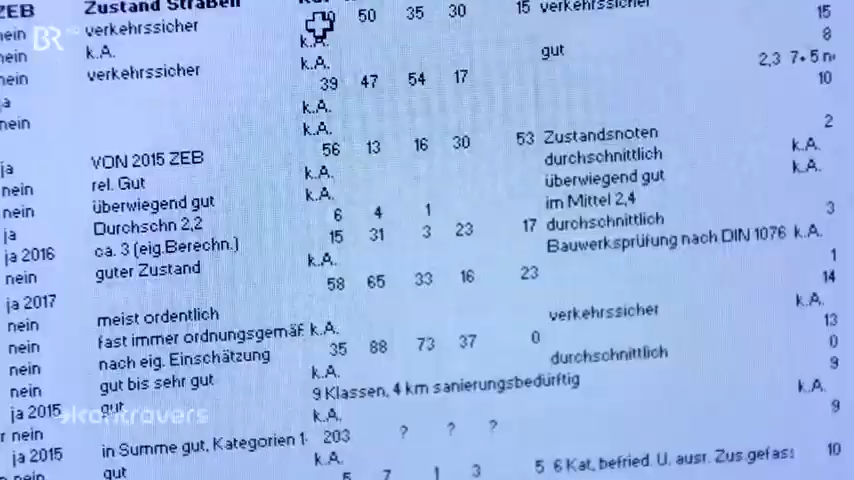 ZEB Zustand Straßen
nein verkehrssicher 50 35 30 15 verkehrssicher 15
BR
nein k.A. k.A. 8
nein verkehrssicher k.A. gut 2,3 7+5
39 47 54 17 10
ja k.A.
nein k.A.
56 13 16 30 53 Zustandsnoten 2
ja VON 2015 ZEB k.A. durchschnittlich k.A.
nein rel. Gut k.A. überwiegend gut k.A.
nein überwiegend gut 6 4 1 im Mittel 2,4
ja Durchschn 2,2 15 31 3 23 17 durchschnittlich 3
ja 2016 ca. 3 (eig.Berechn.) k.A. Bauwerksprüfung nach DIN 1076 k.A.
nein guter Zustand 58 65 33 16 23 1
14
ja 2017
nein meist ordentlich k.A. verkehrssicher k.A.
nein fast immer ordnungsgemäß 35 88 73 37 0 13
nein nach eig. Einschätzung k.A. durchschnittlich 0
nein gut bis sehr gut 9 Klassen, 4 km sanierungsbedürftig 9
ja 2015 gut k.A. k.A.
kontrovers
nein 203 ? ? ? 9
ja 2015 in Summe gut, Kategorien 1- k.A.
nein gut 5 7 1 3 5 6 Kat, befried. U, ausr. Zus.gefas: 10